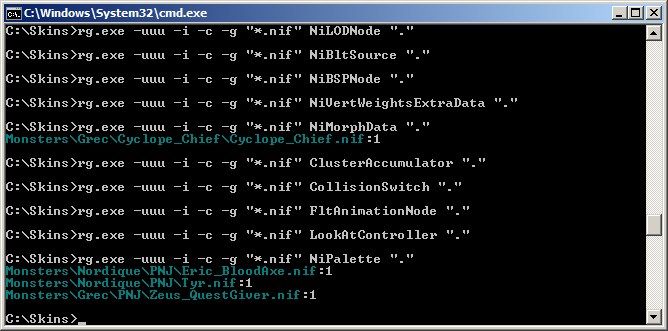 C:\Windows\System32\cmd.exe
C:\Skins>rg.exe -uuu -i -c -g "*.nif" NiLODNode "."
C:\Skins>rg.exe -uuu -i -c -g "*.nif" NiBltSource "."
C:\Skins>rg.exe -uuu -i -c -g "*.nif" NiBSPNode "."
C:\Skins>rg.exe -uuu -i -c -g "*.nif" NiVertWeightsExtraData "."
C:\Skins>rg.exe -uuu -i -c -g "*.nif" NiMorphData "."
Monsters\Grec\Cyclope_Chief\Cyclope_Chief.nif:1
C:\Skins>rg.exe -uuu -i -c -g "*.nif" ClusterAccumulator "."
C:\Skins>rg.exe -uuu -i -c -g "*.nif" CollisionSwitch "."
C:\Skins>rg.exe -uuu -i -c -g "*.nif" FltAnimationNode "."
C:\Skins>rg.exe -uuu -i -c -g "*.nif" LookAtController "."
C:\Skins>rg.exe -uuu -i -c -g "*.nif" NiPalette "."
Monsters\Nordique\PNJ\Eric_BloodAxe.nif:1
Monsters\Nordique\PNJ\Tyr.nif:1
Monsters\Grec\PNJ\Zeus_QuestGiver.nif:1
C:\Skins>_